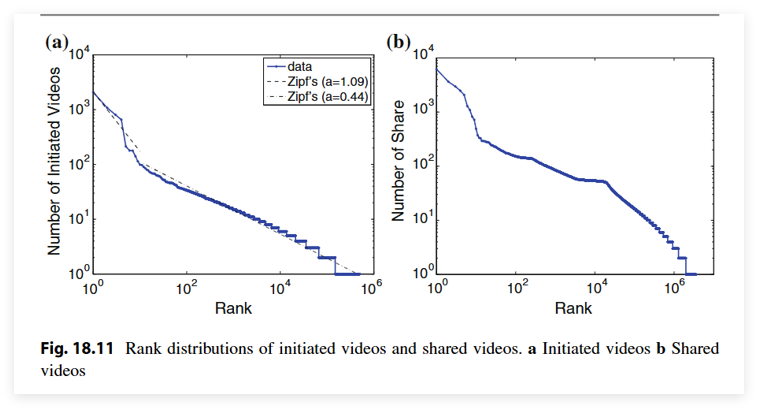 (a)
10^4
10^3
10^2
10^1
10^0
Number of Initiated Videos
data
Zipf's (a=1.09)
Zipf's (a=0.44)
10^0 10^2 10^4 10^6
Rank
(b)
10^4
10^3
10^2
10^1
10^0
Number of Share
10^0 10^2 10^4 10^6
Rank
Fig. 18.11 Rank distributions of initiated videos and shared videos. a Initiated videos b Shared
videos